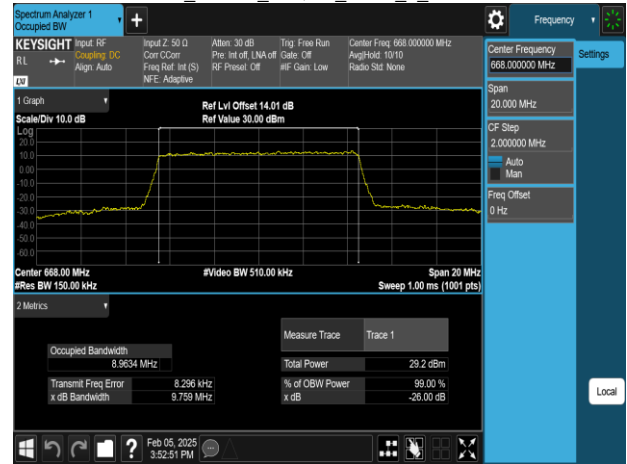 Spectrum Analyzer 1
Occupied BW
Frequency
KEYSIGHT
RL
LXI
Input: RF
Coupling: DC
Align: Auto
Input Z: 50 Ω
Corr CCorr
Freq Ref: Int (S)
NFE: Adaptive
Atten: 30 dB
Pre: Int off, LNA off
RF Presel: Off
Trig: Free Run
Gate: Off
#IF Gain: Low
Center Freq: 668.000000 MHz
Avg|Hold: 10/10
Radio Std: None
Center Frequency
668.000000 MHz
Settings
Span
20.000 MHz
CF Step
2.000000 MHz
Auto
Man
Freq Offset
0 Hz
1 Graph
Scale/Div 10.0 dB
Ref Lvl Offset 14.01 dB
Ref Value 30.00 dBm
Log
20.0
10.0
0.00
-10.0
-20.0
-30.0
-40.0
-50.0
-60.0
Center 668.00 MHz
#Video BW 510.00 kHz
Span 20 MHz
#Res BW 150.00 kHz
Sweep 1.00 ms (1001 pts)
2 Metrics
Measure Trace
Trace 1
Occupied Bandwidth
8.9634 MHz
Total Power
29.2 dBm
Transmit Freq Error
8.296 kHz
% of OBW Power
99.00 %
x dB Bandwidth
9.759 MHz
x dB
-26.00 dB
Local
Feb 05, 2025
3:52:51 PM